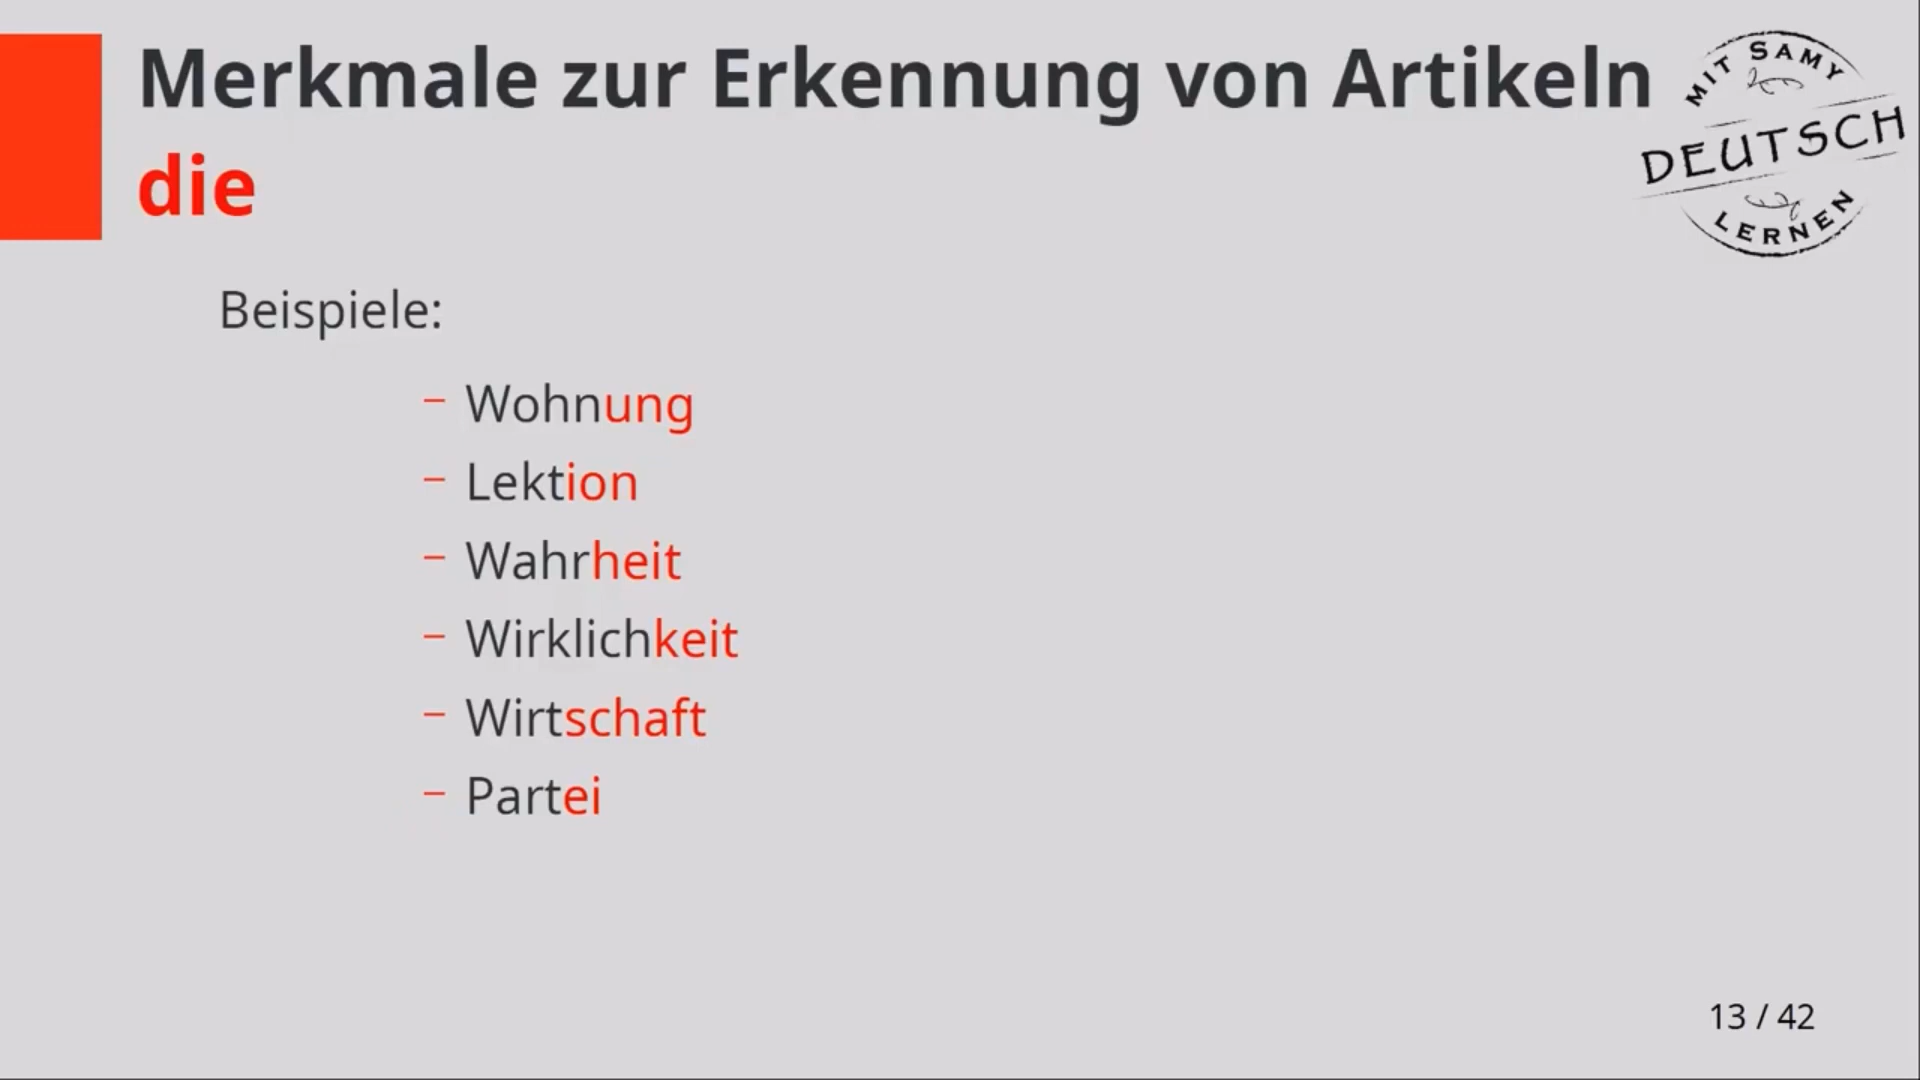 Merkmale zur Erkennung von Artikeln
die
MIT SAMY
DEUTSCH
LERNEN
Beispiele:
– Wohnung
– Lektion
– Wahrheit
– Wirklichkeit
– Wirtschaft
– Partei
13 / 42